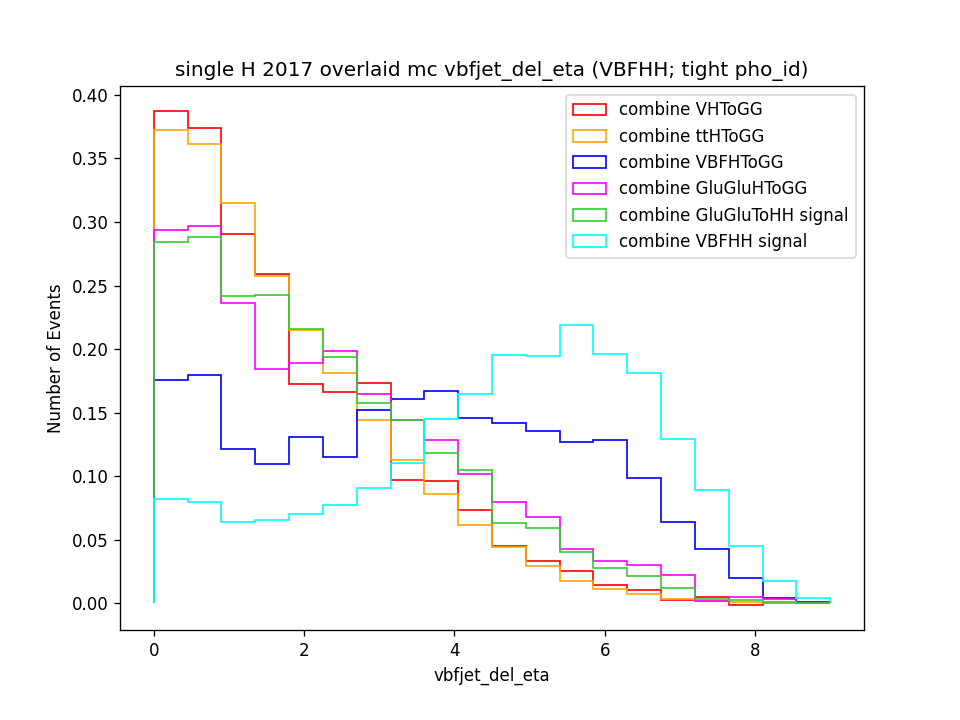 single H 2017 overlaid mc vbfjet_del_eta (VBFHH; tight pho_id)
combine VHToGG
combine ttHToGG
combine VBFHToGG
combine GluGluHToGG
combine GluGluToHH signal
combine VBFHH signal
Number of Events
0.40
0.35
0.30
0.25
0.20
0.15
0.10
0.05
0.00
0 2 4 6 8
vbfjet_del_eta